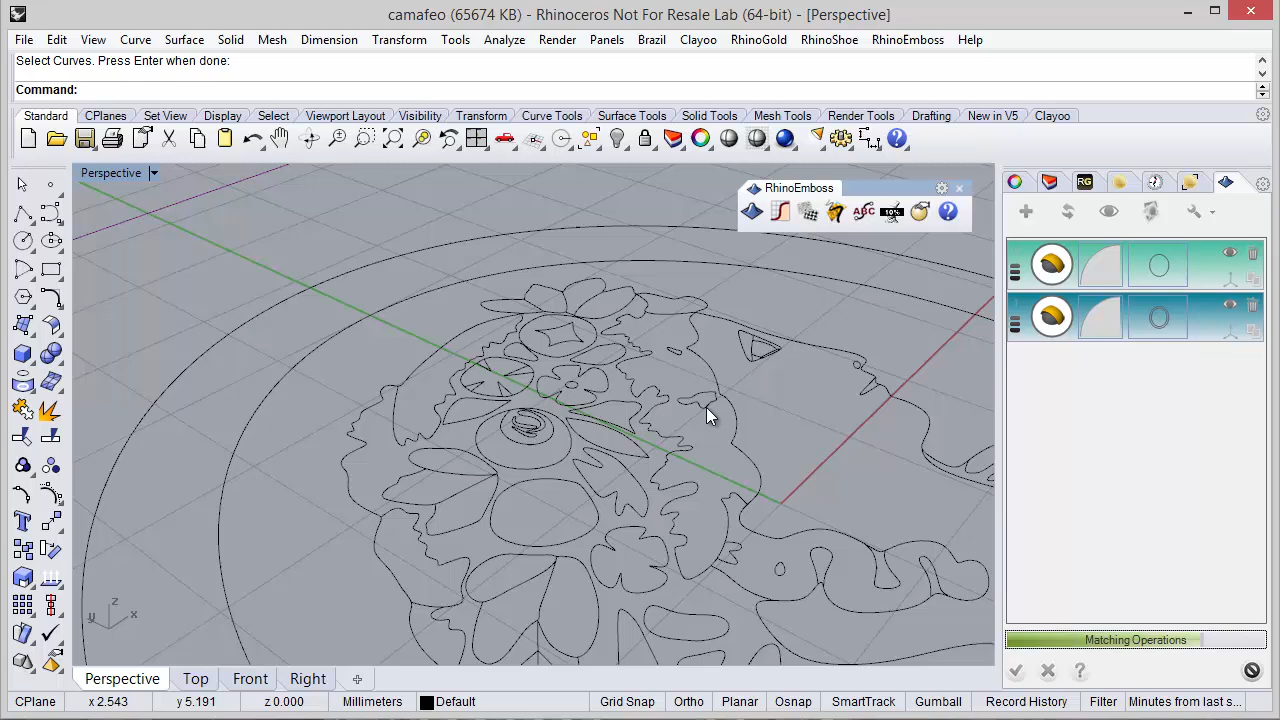 camafeo (65674 KB) - Rhinoceros Not For Resale Lab (64-bit) - [Perspective]
File Edit View Curve Surface Solid Mesh Dimension Transform Tools Analyze Render Panels Brazil Clayoo RhinoGold RhinoShoe RhinoEmboss Help
Select Curves. Press Enter when done:
Command:
Standard CPlanes Set View Display Select Viewport Layout Visibility Transform Curve Tools Surface Tools Solid Tools Mesh Tools Render Tools Drafting New in V5 Clayoo
Perspective
RG
RhinoEmboss
ABC 10%
z
y x
Matching Operations
Perspective Top Front Right
CPlane x 2.543 y 5.191 z 0.000 Millimeters Default Grid Snap Ortho Planar Osnap SmartTrack Gumball Record History Filter Minutes from last s...